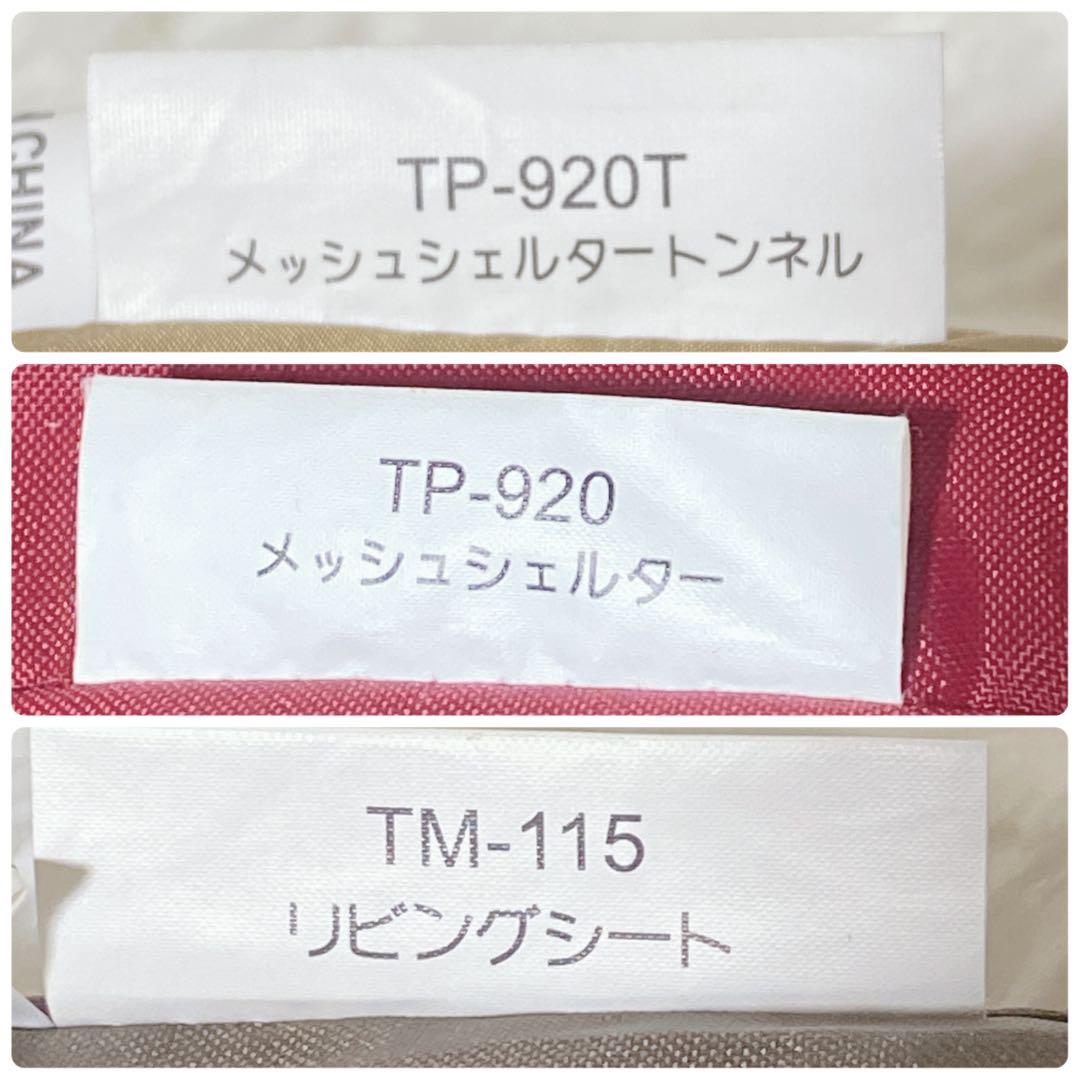 CHINA
TP-920T
メッシュシェルタートンネル
TP-920
メッシュシェルター
TM-115
リビングシート